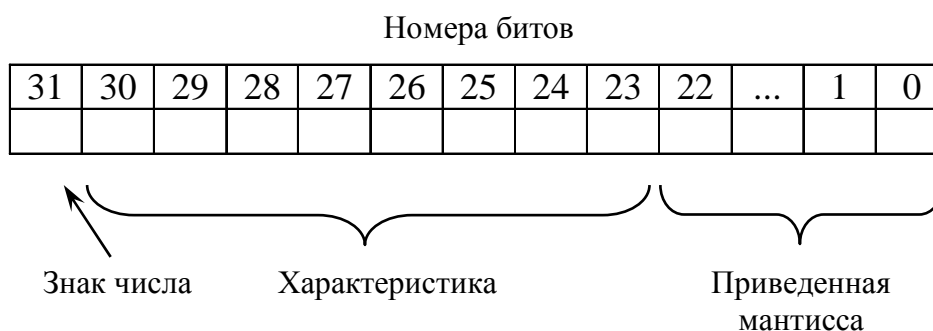 Номера битов
31 30 29 28 27 26 25 24 23 22 ... 1 0
Знак числа Характеристика Приведенная
мантисса